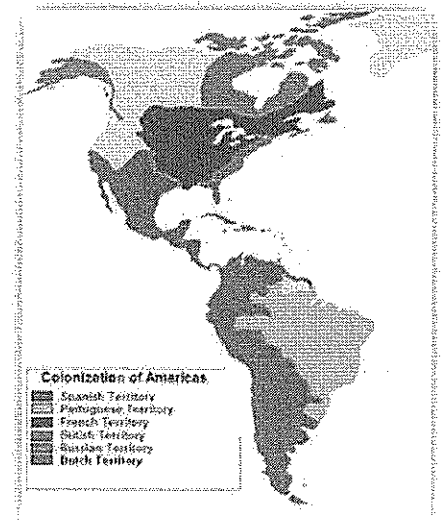 Colonization of Americas
Spanish Territory
Portuguese Territory
French Territory
British Territory
Russian Territory
Dutch Territory